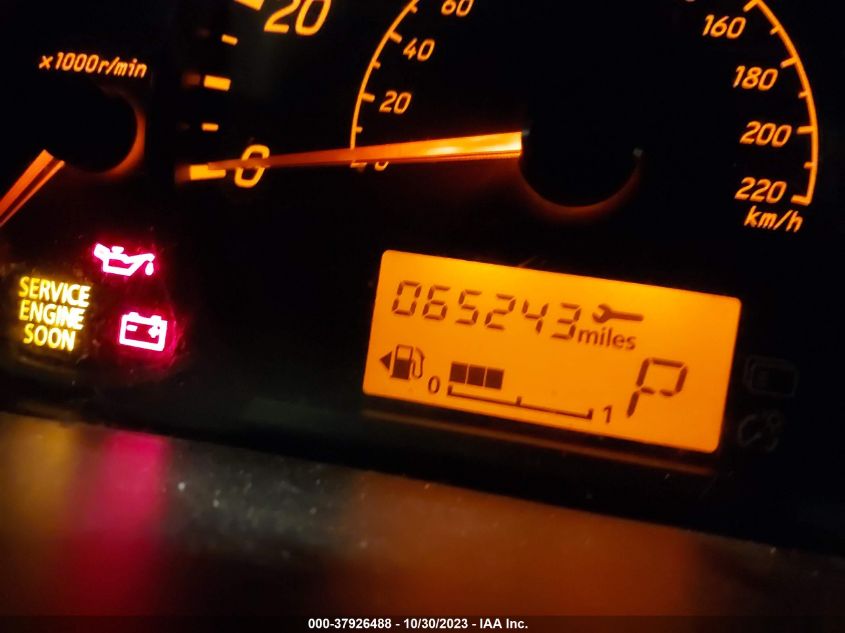 x1000r/min
20
0
60
40
20
160
180
200
220
km/h
SERVICE
ENGINE
SOON
065243 miles
0
1
P
000-37926488 - 10/30/2023 - IAA Inc.